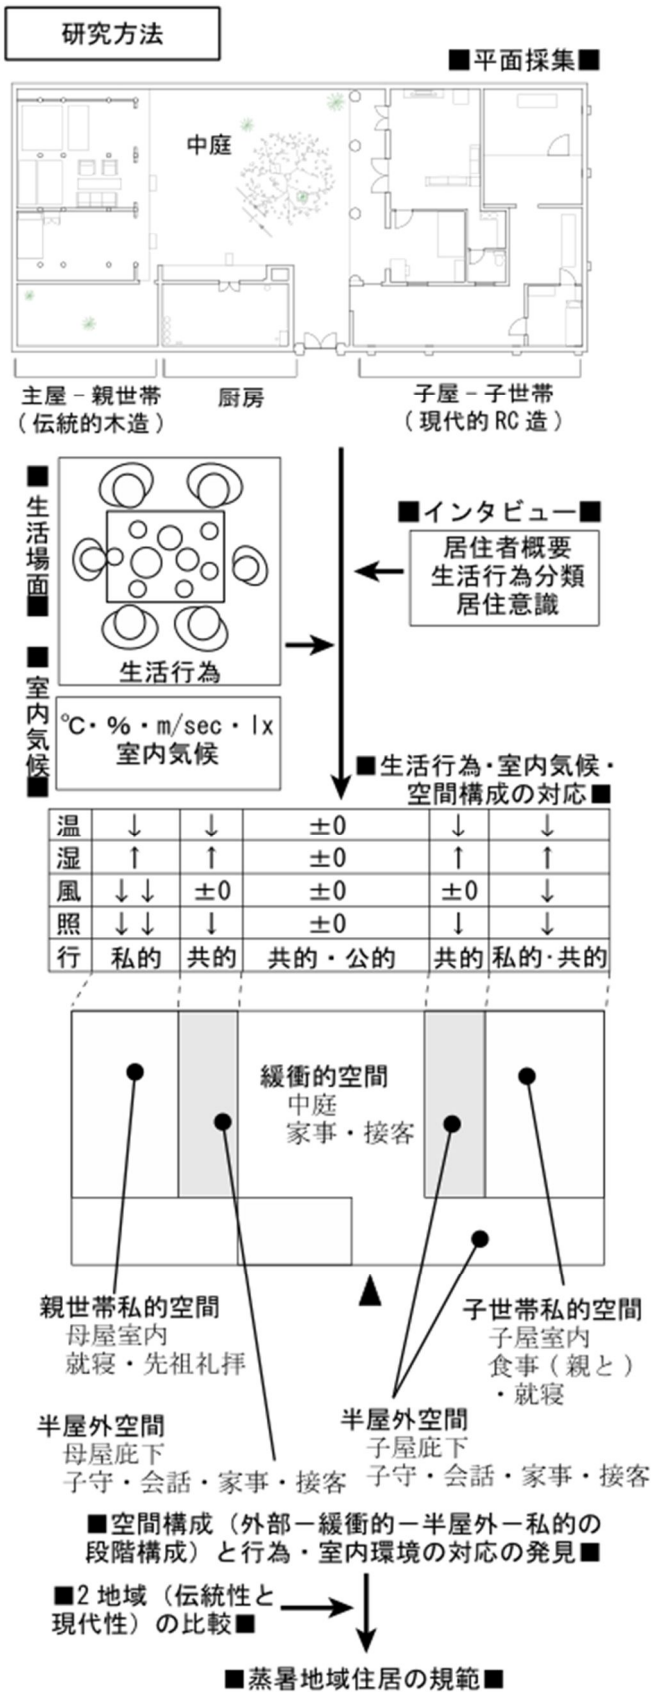 研究方法
■平面採集■
中庭
主屋－親世帯
（伝統的木造）
厨房
子屋－子世帯
（現代的RC造）
■生活場面■
生活行為
■インタビュー■
居住者概要
生活行為分類
居住意識
■室内気候■
℃・％・m/sec・lx
室内気候
■生活行為・室内気候・
空間構成の対応■
温 ↓ ↓ ±0 ↓ ↓
湿 ↑ ↑ ±0 ↑ ↑
風 ↓↓ ±0 ±0 ±0 ↓
照 ↓↓ ↓ ±0 ↓ ↓
行 私的 共的 共的・公的 共的 私的・共的
緩衝的空間
中庭
家事・接客
親世帯私的空間
母屋室内
就寝・先祖礼拝
子世帯私的空間
子屋室内
食事（親と）
・就寝
半屋外空間
母屋庇下
子守・会話・家事・接客
半屋外空間
子屋庇下
子守・会話・家事・接客
■空間構成（外部－緩衝的－半屋外－私的の
段階構成）と行為・室内環境の対応の発見■
■2地域（伝統性と
現代性）の比較■
■蒸暑地域住居の規範■